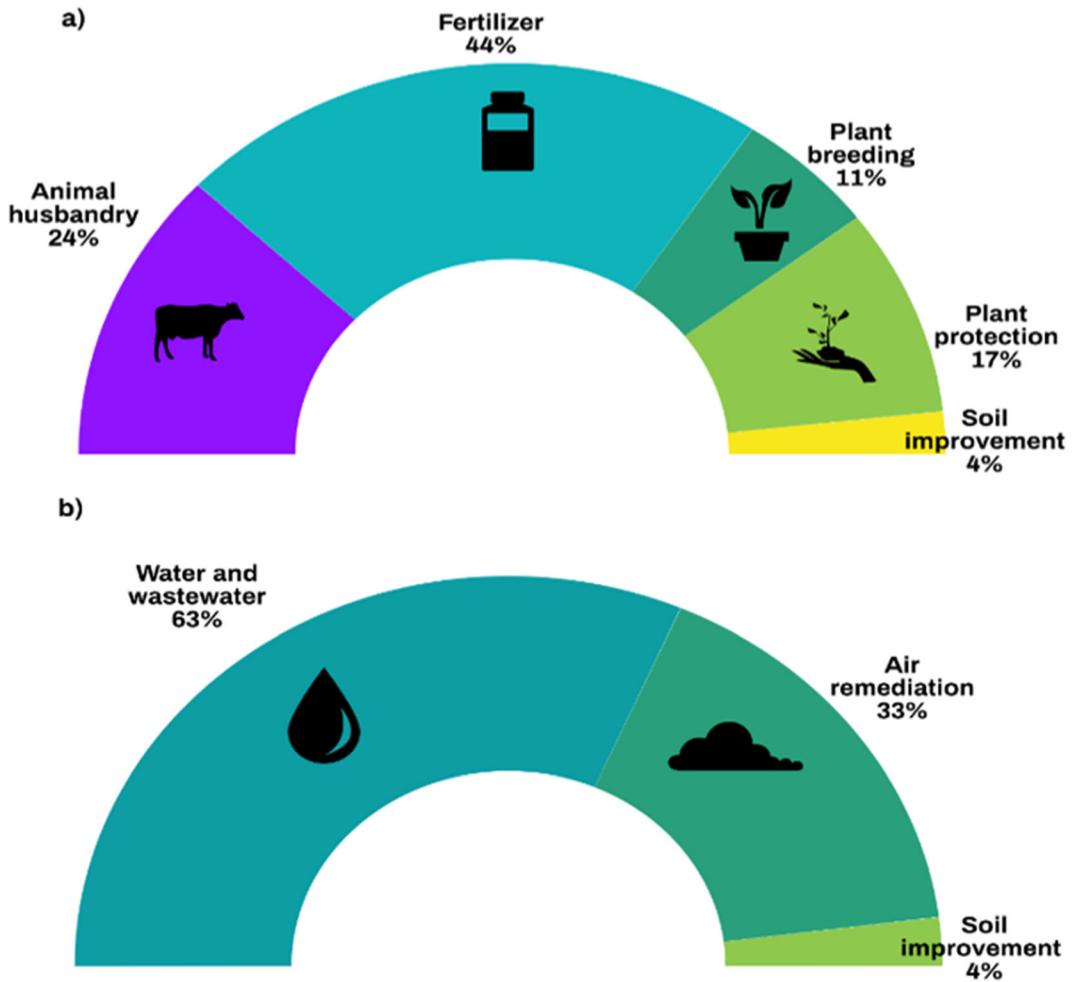 a)
Fertilizer
44%
Plant
breeding
11%
Animal
husbandry
24%
Plant
protection
17%
Soil
improvement
4%
b)
Water and
wastewater
63%
Air
remediation
33%
Soil
improvement
4%